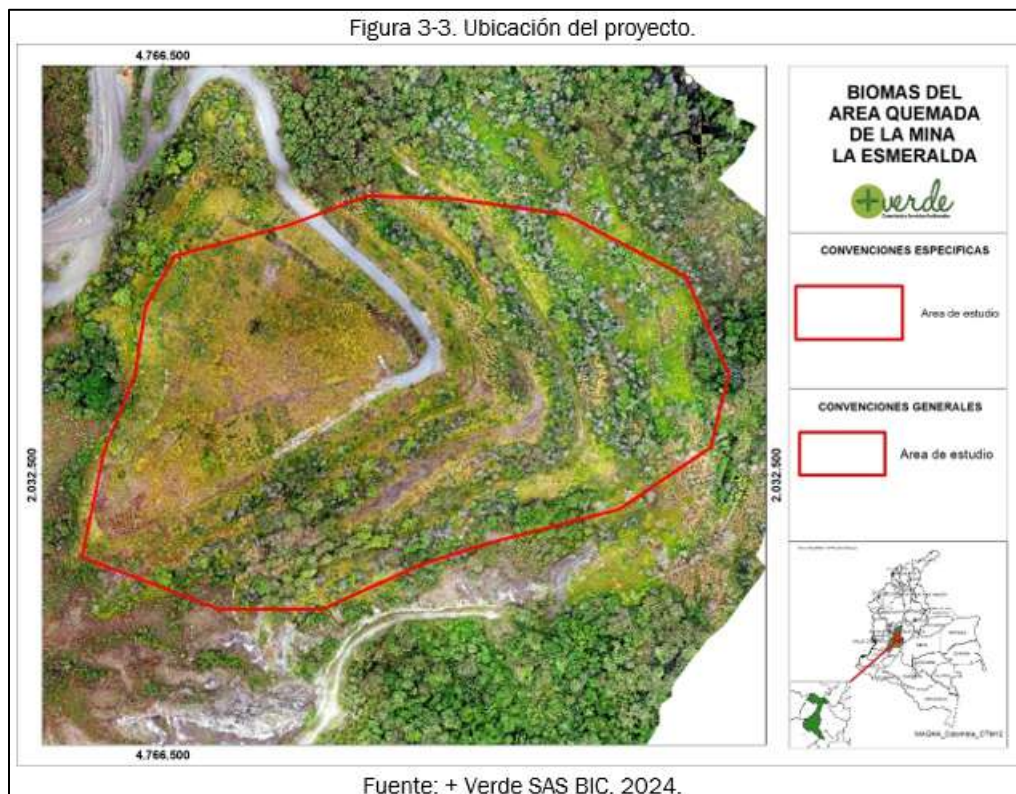 Figura 3-3. Ubicación del proyecto.
4.766.500
BIOMAS DEL
AREA QUEMADA
DE LA MINA
LA ESMERALDA
+verde
CONVENCIONES ESPECIFICAS
Area de estudio
CONVENCIONES GENERALES
Area de estudio
2.032.500
2.032.500
4.766.500
Fuente: + Verde SAS BIC, 2024.